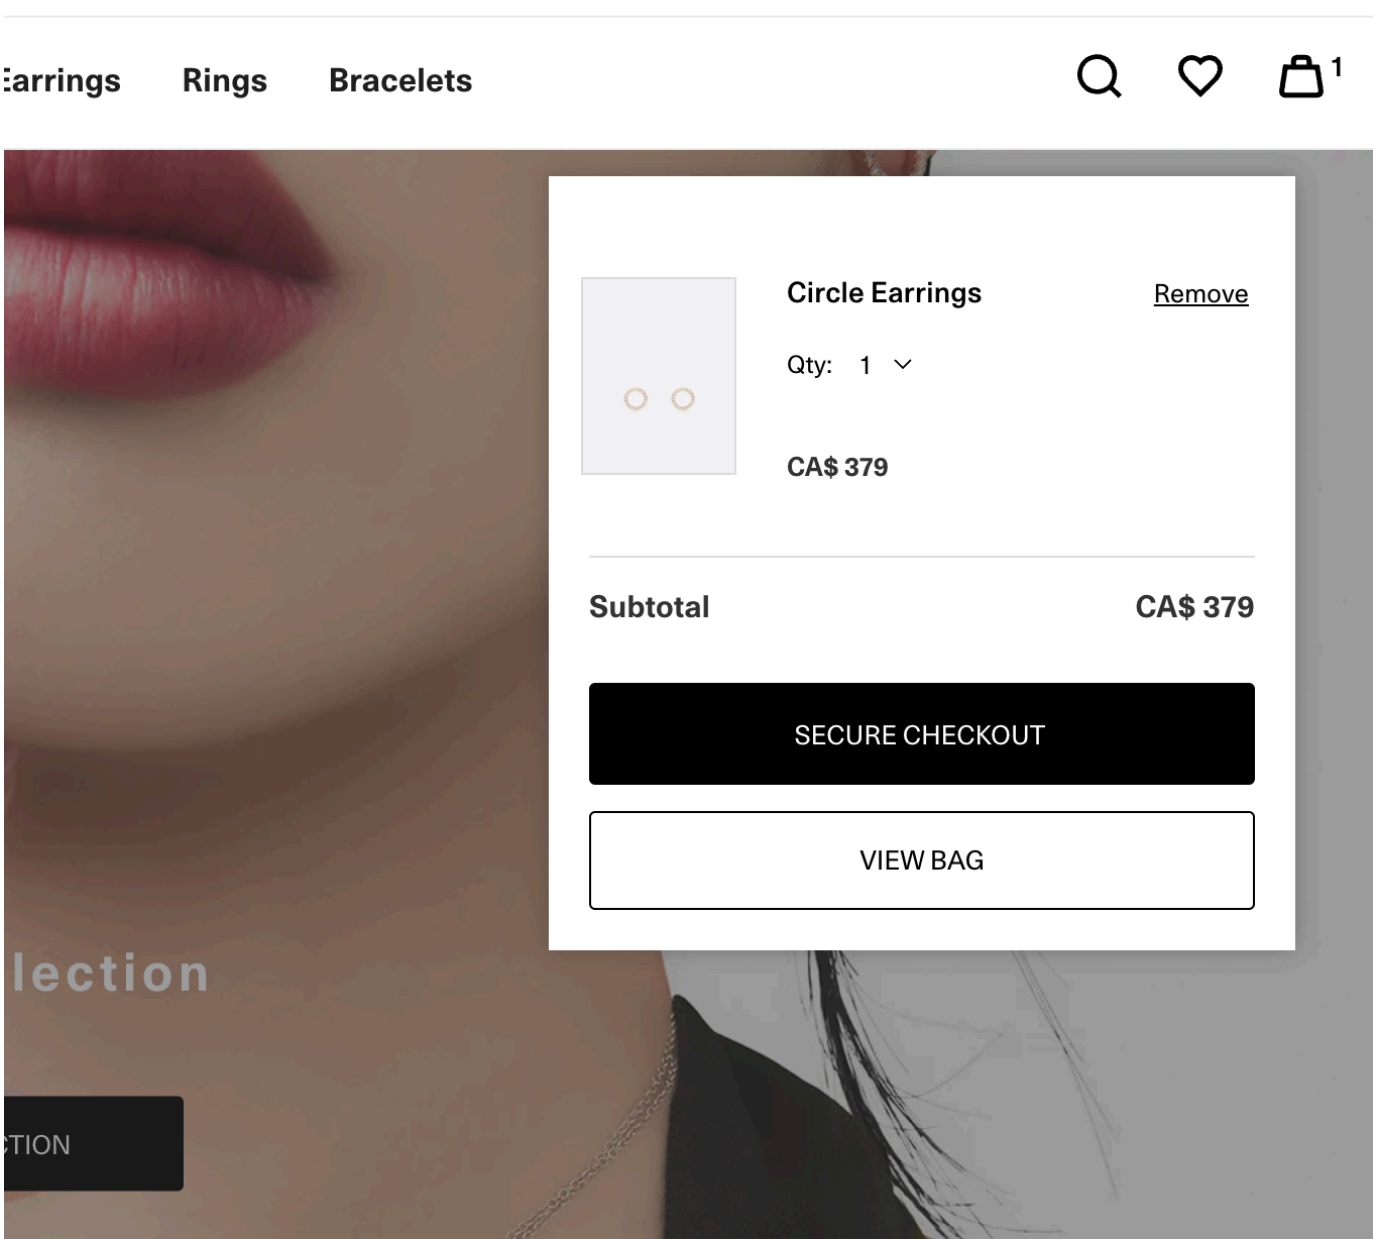 Earrings Rings Bracelets 1
Circle Earrings Remove
Qty: 1
CA$ 379
Subtotal CA$ 379
SECURE CHECKOUT
VIEW BAG
lection
CTION